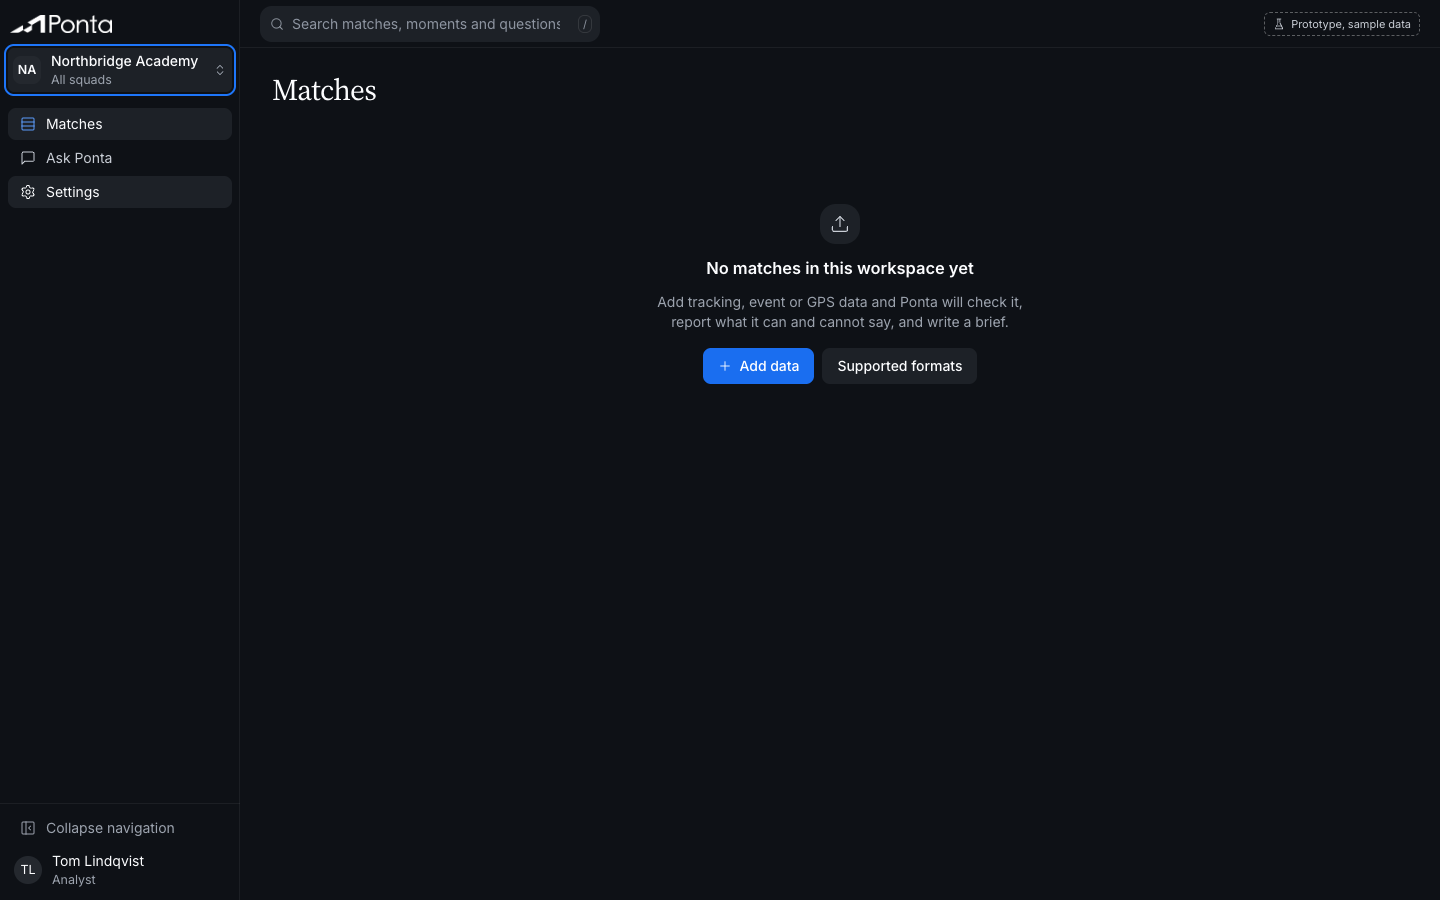 Ponta
Search matches, moments and questions
/
Prototype, sample data
NA
Northbridge Academy
All squads
Matches
Ask Ponta
Settings
Matches
No matches in this workspace yet
Add tracking, event or GPS data and Ponta will check it,
report what it can and cannot say, and write a brief.
Add data
Supported formats
Collapse navigation
TL
Tom Lindqvist
Analyst